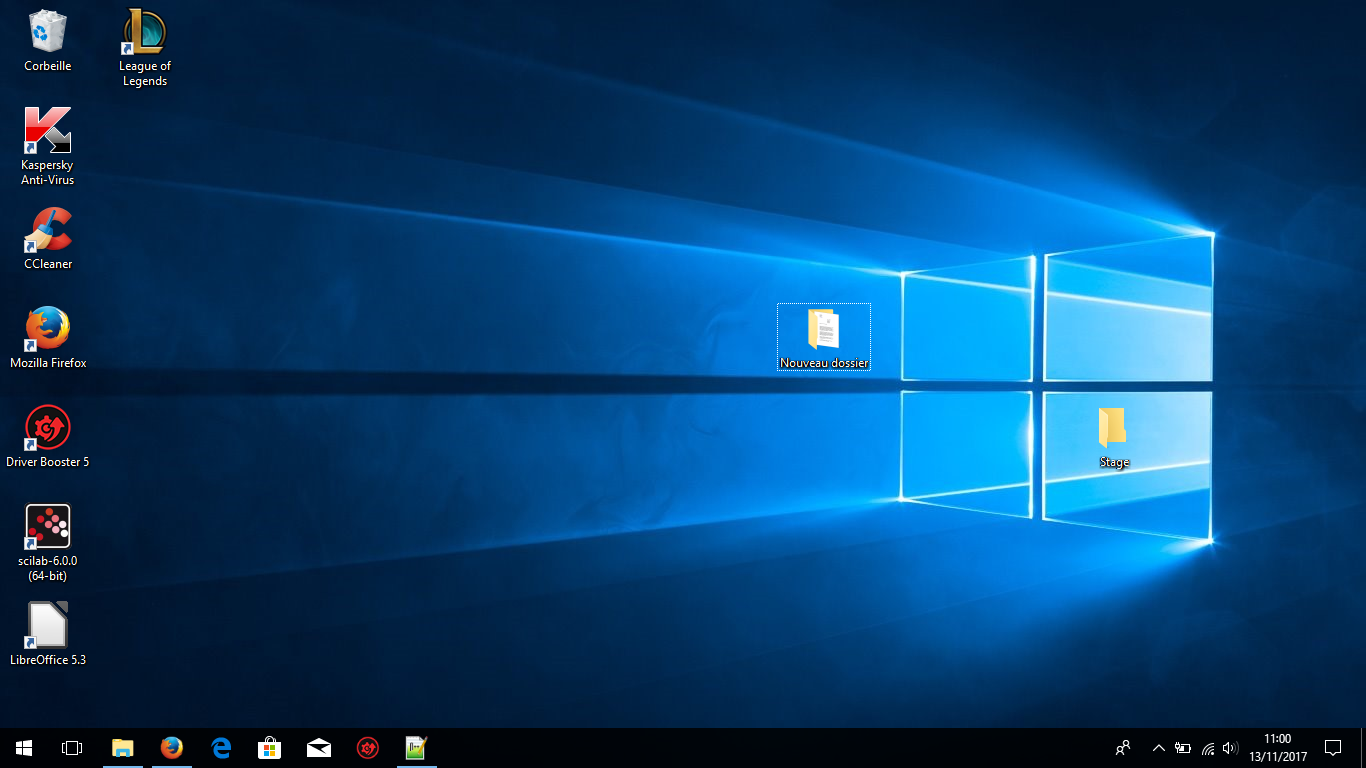 Corbeille
League of
Legends
Kaspersky
Anti-Virus
CCleaner
Mozilla Firefox
Nouveau dossier
Driver Booster 5
Stage
scilab-6.0.0
(64-bit)
LibreOffice 5.3
11:00
13/11/2017